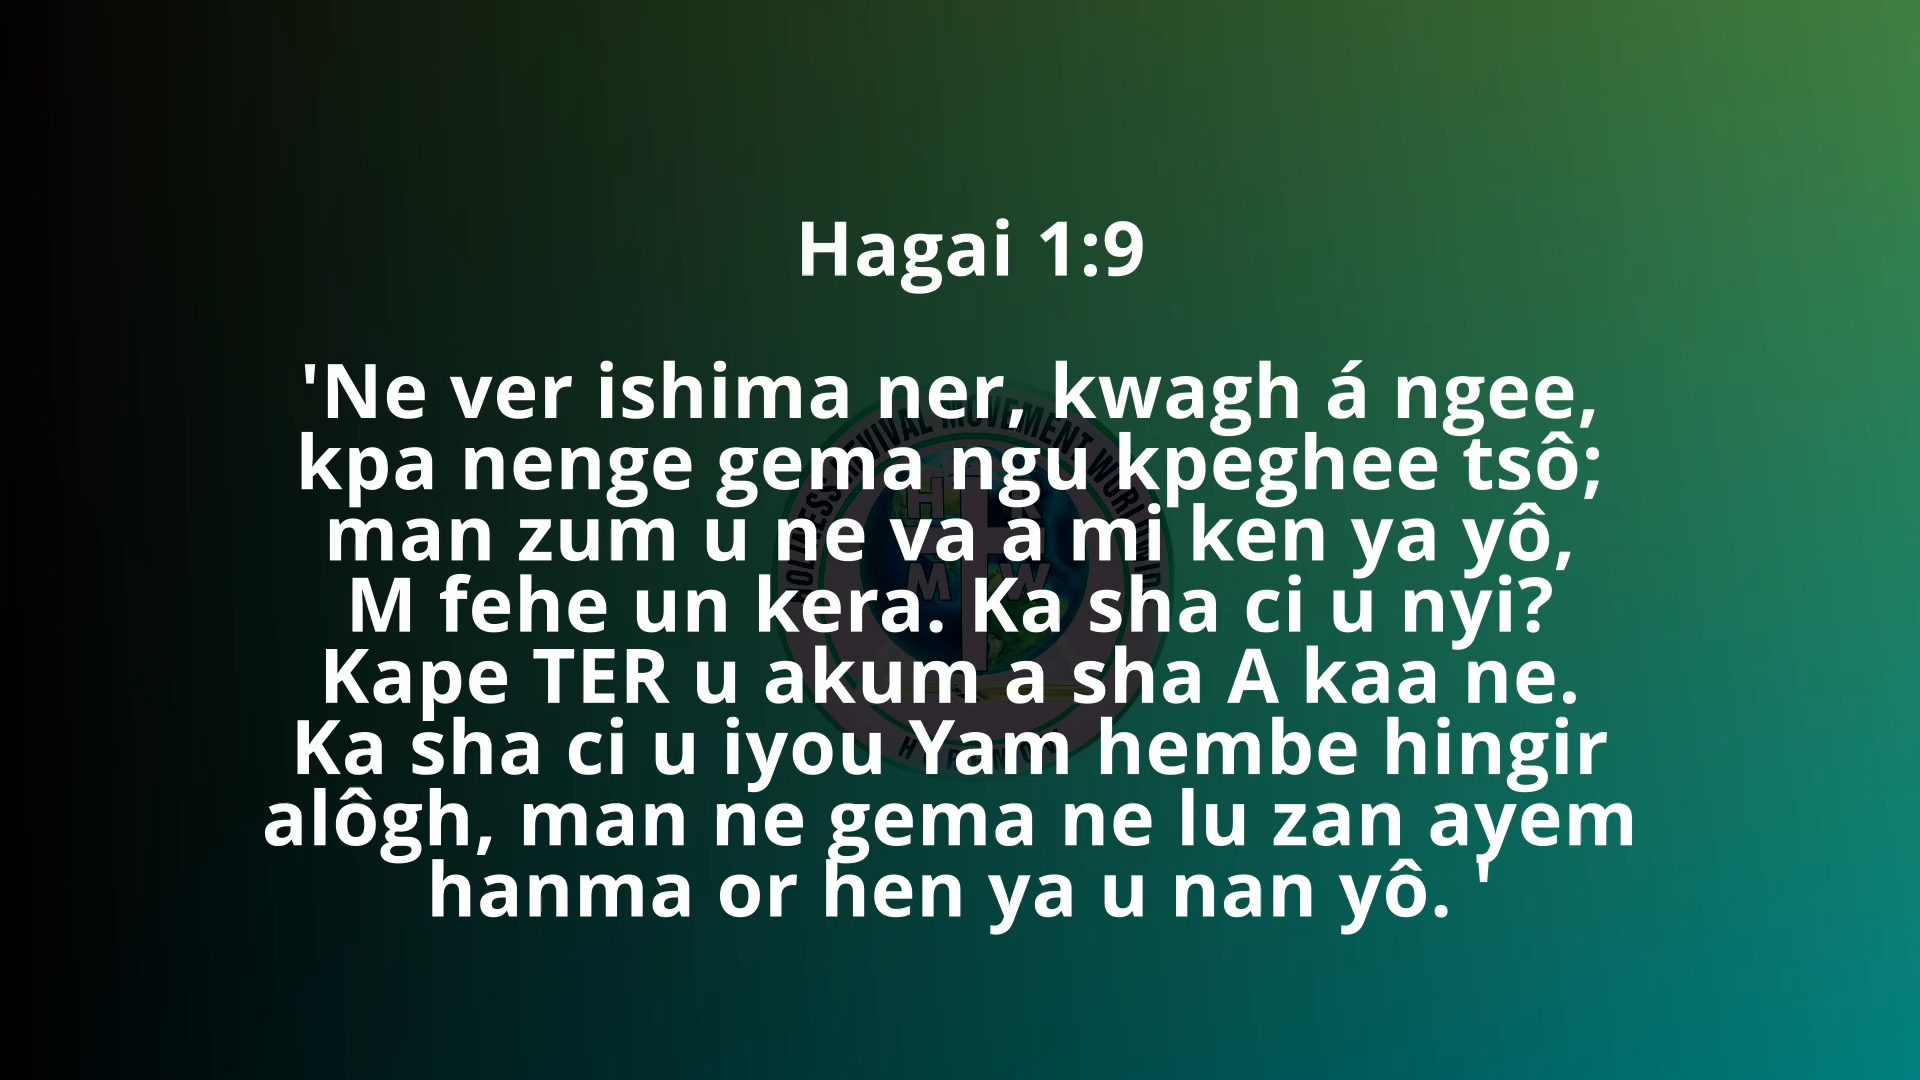 Hagai 1:9
'Ne ver ishima ner, kwagh á ngee,
kpa nenge gema ngu kpeghee tsô;
man zum u ne va a mi ken ya yô,
M fehe un kera. Ka sha ci u nyi?
Kape TER u akum a sha A kaa ne.
Ka sha ci u iyou Yam hembe hingir
alôgh, man ne gema ne lu zan ayem
hanma or hen ya u nan yô. '